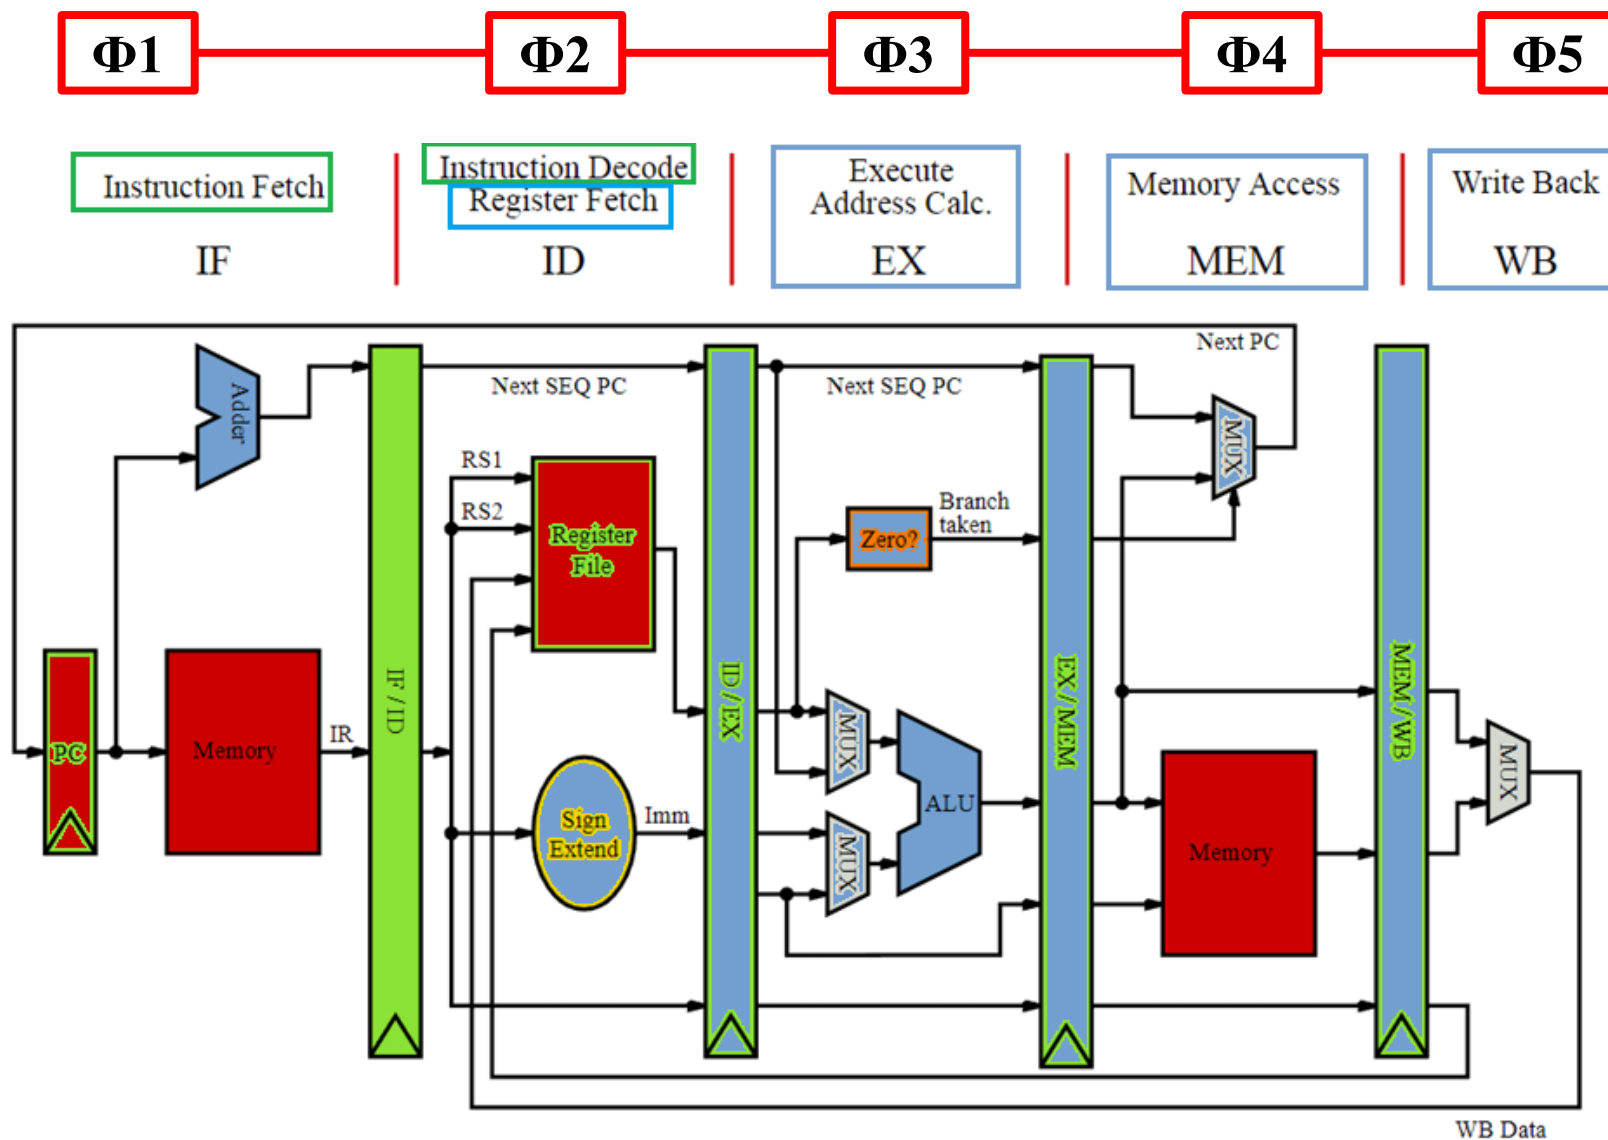 Φ1
Φ2
Φ3
Φ4
Φ5
Instruction Fetch
IF
Instruction Decode
Register Fetch
ID
Execute
Address Calc.
EX
Memory Access
MEM
Write Back
WB
Next PC
Adder
Next SEQ PC
Next SEQ PC
MUX
RS1
RS2
Register
File
Zero?
Branch
taken
PC
Memory
IR
IF / ID
ID / EX
EX / MEM
MEM / WB
Sign
Extend
Imm
MUX
MUX
ALU
Memory
MUX
WB Data